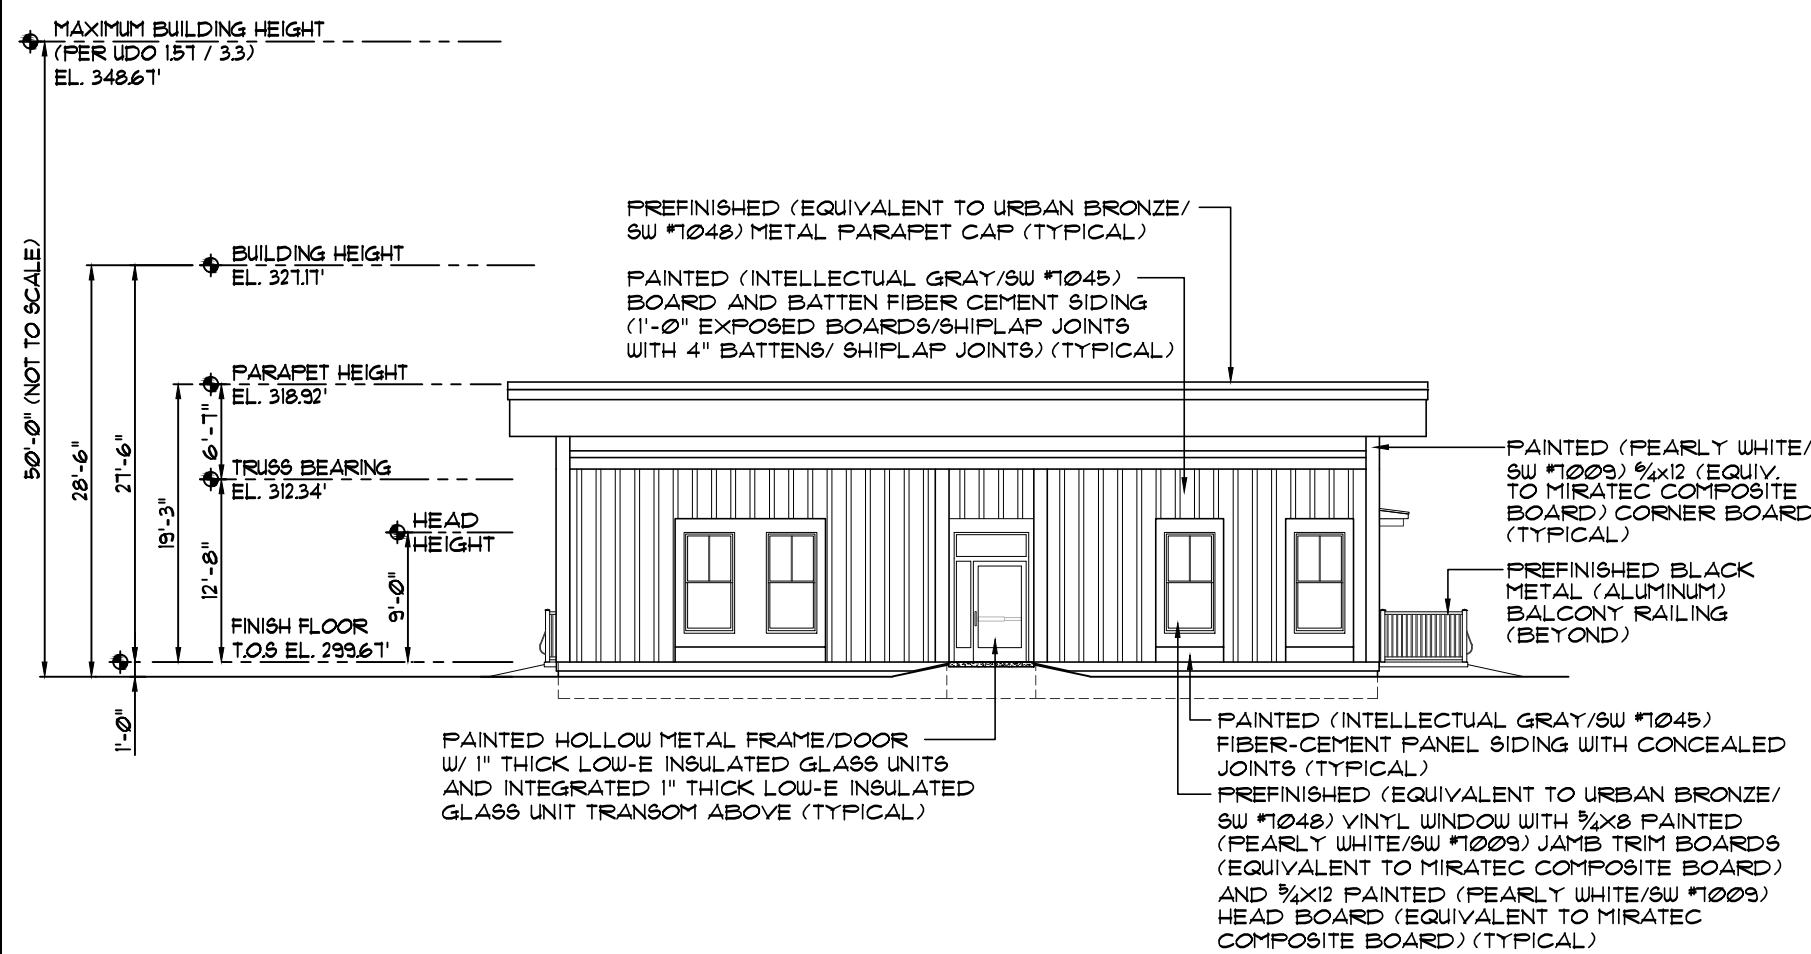 MAXIMUM BUILDING HEIGHT
(PER UDO 1.5.7 / 3.3)
EL. 348.67'
50'-0" (NOT TO SCALE)
28'-6"
27'-6"
BUILDING HEIGHT
EL. 327.17'
PARAPET HEIGHT
EL. 318.92'
6'-7"
19'-3"
TRUSS BEARING
EL. 312.34'
12'-8"
HEAD
HEIGHT
9'-0"
FINISH FLOOR
T.O.S EL. 299.67'
1'-0"
PREFINISHED (EQUIVALENT TO URBAN BRONZE/
SW #7048) METAL PARAPET CAP (TYPICAL)
PAINTED (INTELLECTUAL GRAY/SW #7045)
BOARD AND BATTEN FIBER CEMENT SIDING
(1'-0" EXPOSED BOARDS/SHIPLAP JOINTS
WITH 4" BATTENS/ SHIPLAP JOINTS) (TYPICAL)
PAINTED (PEARLY WHITE/
SW #7009) 5/4x12 (EQUIV.
TO MIRATEC COMPOSITE
BOARD) CORNER BOARD
(TYPICAL)
PREFINISHED BLACK
METAL (ALUMINUM)
BALCONY RAILING
(BEYOND)
PAINTED HOLLOW METAL FRAME/DOOR
W/ 1" THICK LOW-E INSULATED GLASS UNITS
AND INTEGRATED 1" THICK LOW-E INSULATED
GLASS UNIT TRANSOM ABOVE (TYPICAL)
PAINTED (INTELLECTUAL GRAY/SW #7045)
FIBER-CEMENT PANEL SIDING WITH CONCEALED
JOINTS (TYPICAL)
PREFINISHED (EQUIVALENT TO URBAN BRONZE/
SW #7048) VINYL WINDOW WITH 5/4X8 PAINTED
(PEARLY WHITE/SW #7009) JAMB TRIM BOARDS
(EQUIVALENT TO MIRATEC COMPOSITE BOARD)
AND 5/4X12 PAINTED (PEARLY WHITE/SW #7009)
HEAD BOARD (EQUIVALENT TO MIRATEC
COMPOSITE BOARD) (TYPICAL)